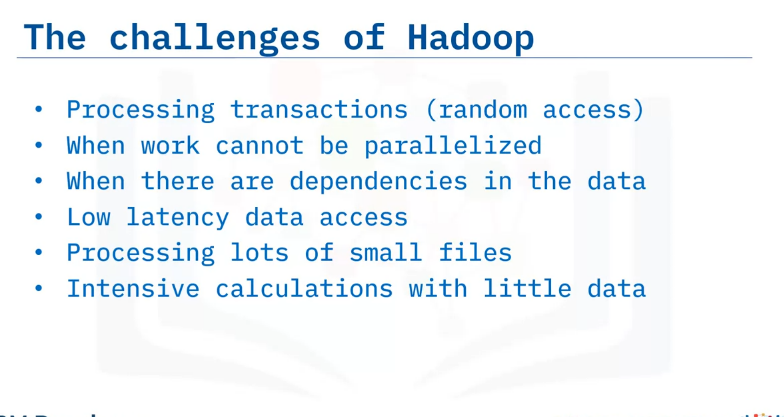 The challenges of Hadoop
• Processing transactions (random access)
• When work cannot be parallelized
• When there are dependencies in the data
• Low latency data access
• Processing lots of small files
• Intensive calculations with little data